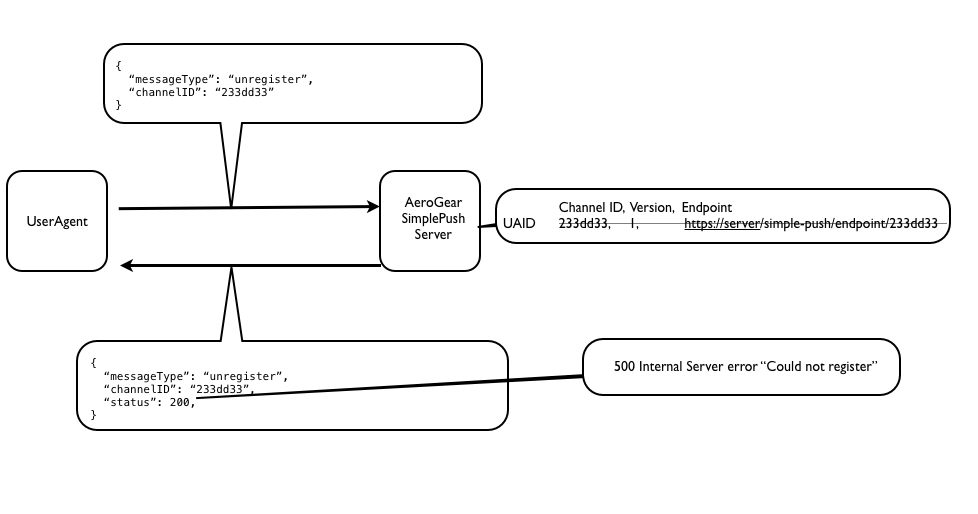 {
“messageType”: “unregister”,
“channelID”: “233dd33”
}
UserAgent
AeroGear
SimplePush
Server
Channel ID, Version, Endpoint
UAID 233dd33, 1, https://server/simple-push/endpoint/233dd33
{
“messageType”: “unregister”,
“channelID”: “233dd33”,
“status”: 200,
}
500 Internal Server error “Could not register”